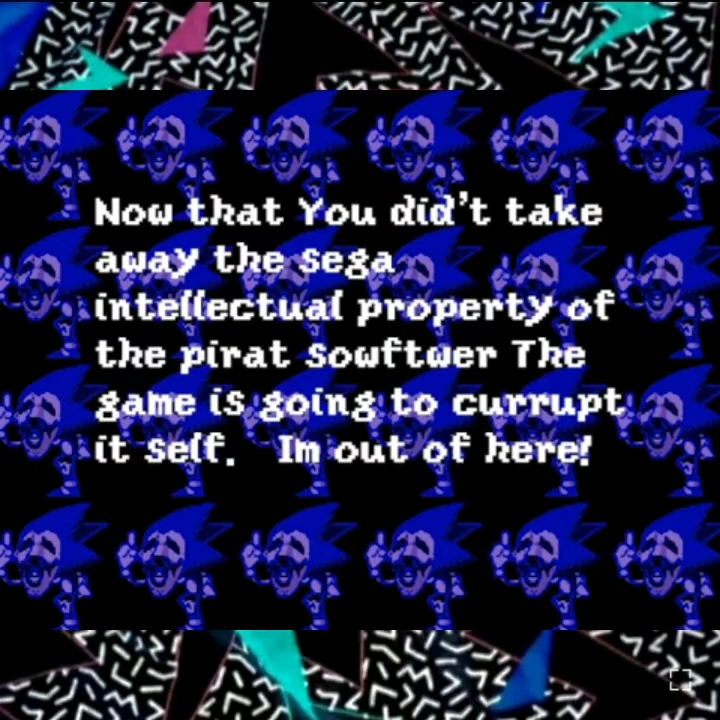 Now that You did't take
away the sega
intellectual property of
the pirat sowftwer The
game is going to currupt
it self. Im out of here!